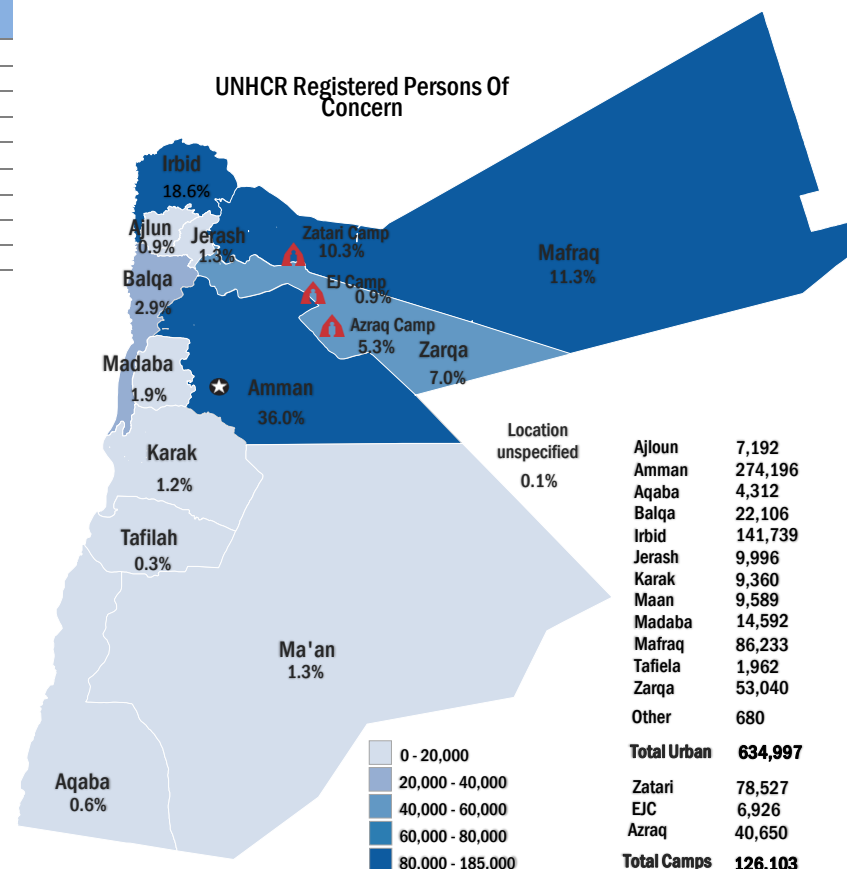 UNHCR Registered Persons Of
Concern
Irbid
18.6%
Ajlun
0.9%
Jerash
1.3%
Zatari Camp
10.3%
Mafraq
11.3%
Balqa
2.9%
EJ Camp
0.9%
Azraq Camp
5.3%
Zarqa
7.0%
Madaba
1.9%
Amman
36.0%
Karak
1.2%
Location
unspecified
0.1%
Tafilah
0.3%
Ma'an
1.3%
Aqaba
0.6%
0 - 20,000
20,000 - 40,000
40,000 - 60,000
60,000 - 80,000
80,000 - 185,000
Ajloun 7,192
Amman 274,196
Aqaba 4,312
Balqa 22,106
Irbid 141,739
Jerash 9,996
Karak 9,360
Maan 9,589
Madaba 14,592
Mafraq 86,233
Tafiela 1,962
Zarqa 53,040
Other 680
Total Urban 634,997
Zatari 78,527
EJC 6,926
Azraq 40,650
Total Camps 126,103